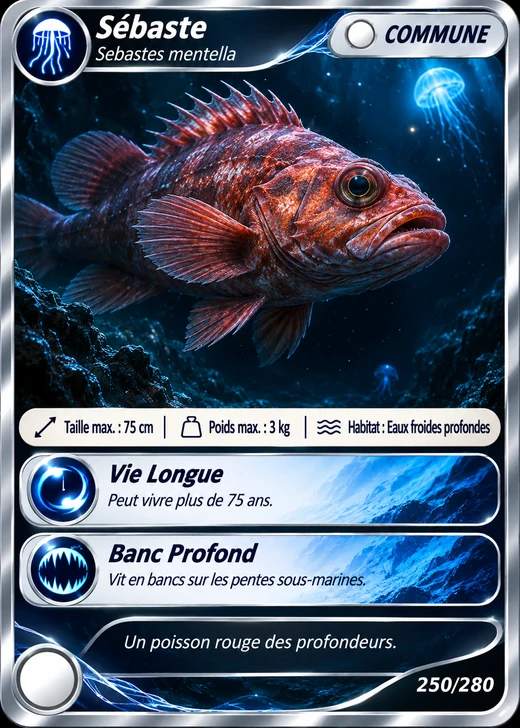 Sébaste
Sebastes mentella
COMMUNE
Taille max. : 75 cm
Poids max. : 3 kg
Habitat : Eaux froides profondes
Vie Longue
Peut vivre plus de 75 ans.
Banc Profond
Vit en bancs sur les pentes sous-marines.
Un poisson rouge des profondeurs.
250/280